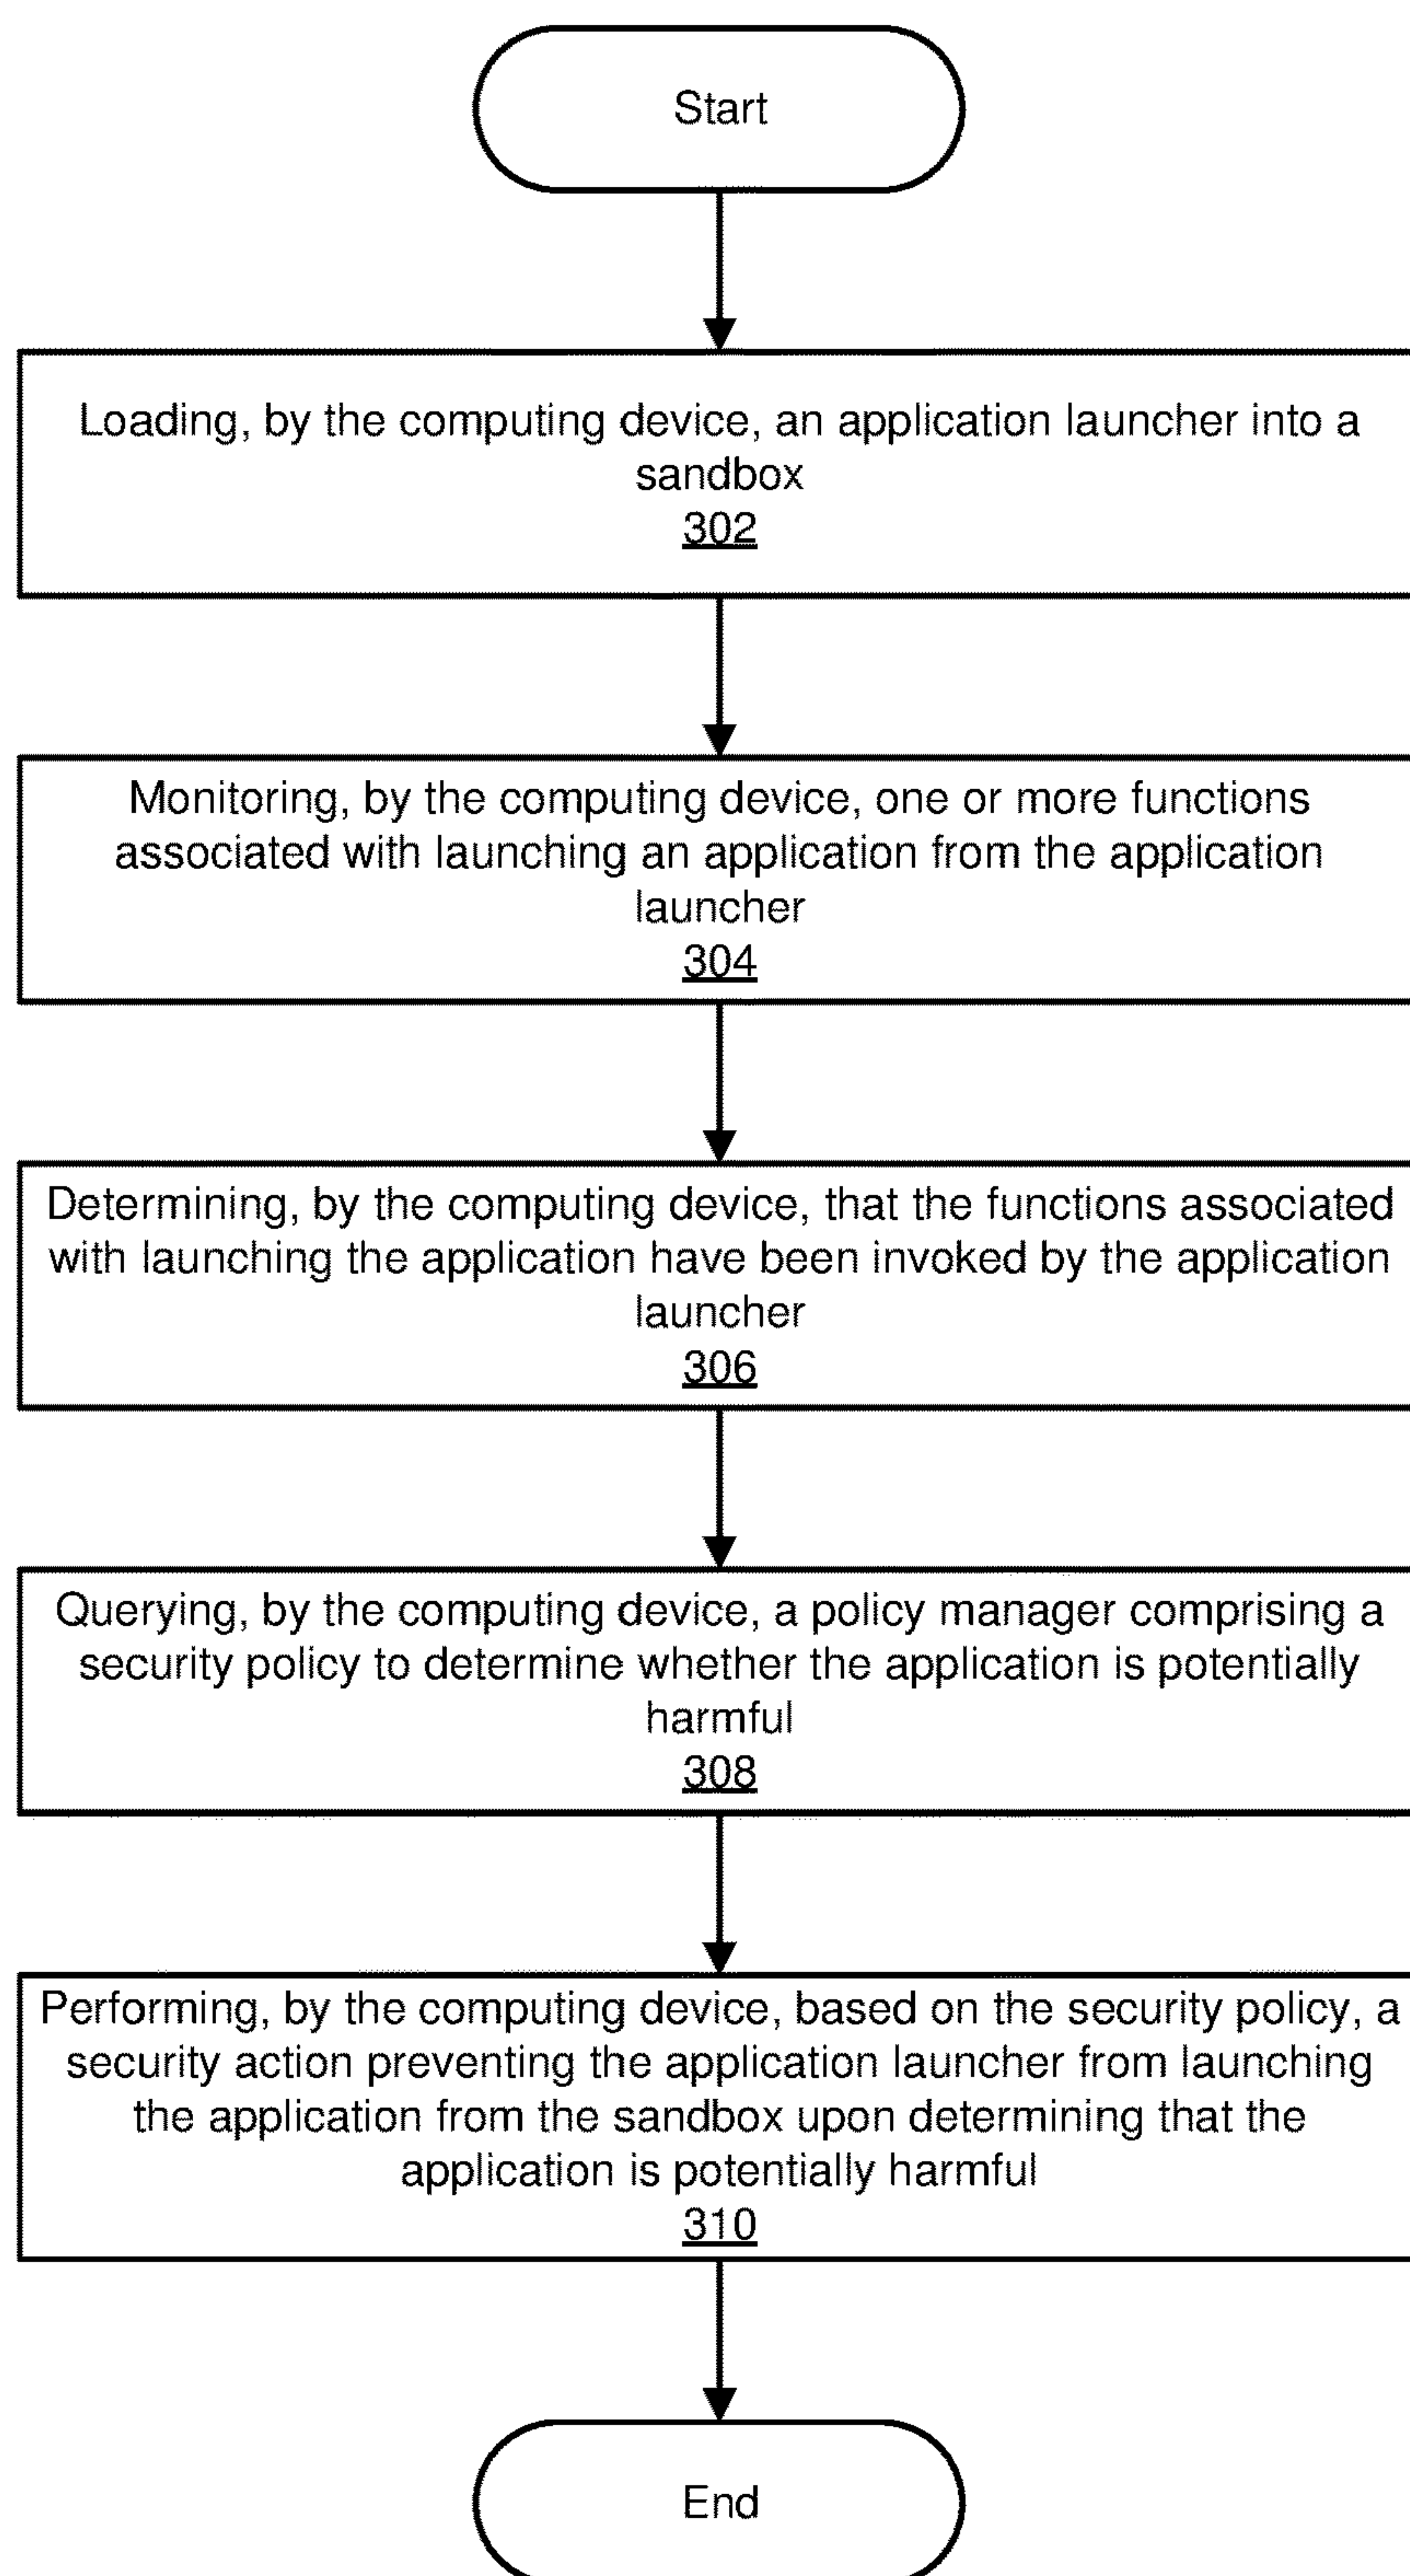 Start
Loading, by the computing device, an application launcher into a
sandbox
302
Monitoring, by the computing device, one or more functions
associated with launching an application from the application
launcher
304
Determining, by the computing device, that the functions associated
with launching the application have been invoked by the application
launcher
306
Querying, by the computing device, a policy manager comprising a
security policy to determine whether the application is potentially
harmful
308
Performing, by the computing device, based on the security policy, a
security action preventing the application launcher from launching
the application from the sandbox upon determining that the
application is potentially harmful
310
End